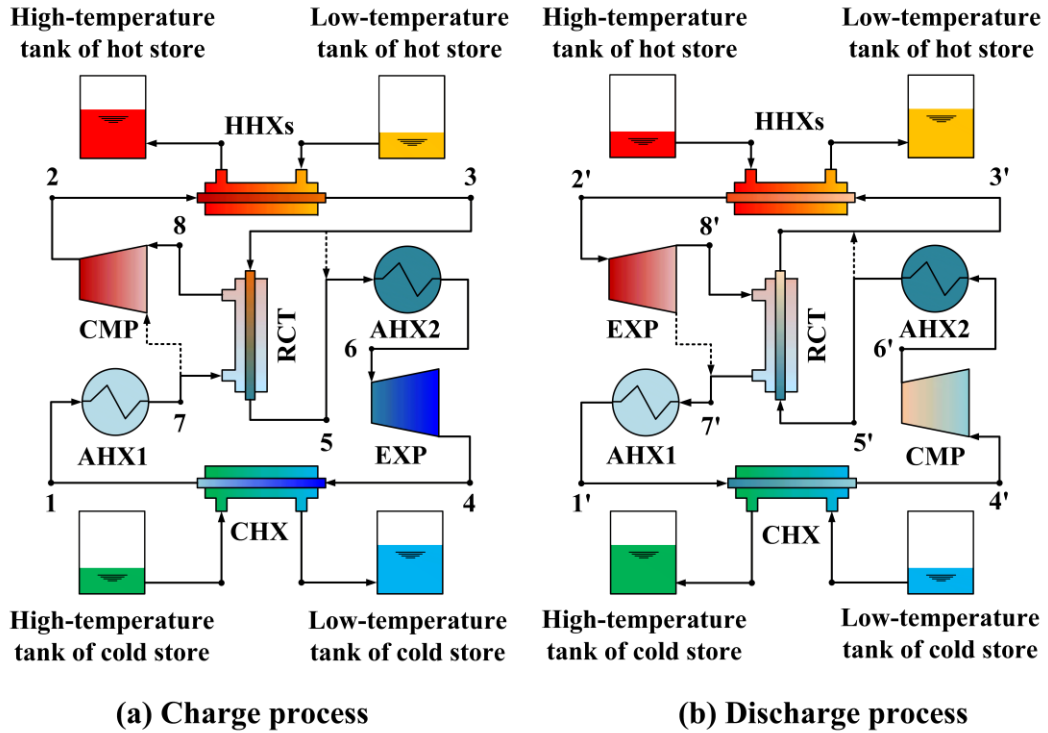 High-temperature
tank of hot store
Low-temperature
tank of hot store
HHXs
2
3
8
CMP
RCT
AHX2
6
7
AHX1
5
EXP
1
4
CHX
High-temperature
tank of cold store
Low-temperature
tank of cold store
(a) Charge process
High-temperature
tank of hot store
Low-temperature
tank of hot store
HHXs
2'
3'
8'
EXP
RCT
AHX2
6'
7'
AHX1
5'
CMP
1'
4'
CHX
High-temperature
tank of cold store
Low-temperature
tank of cold store
(b) Discharge process